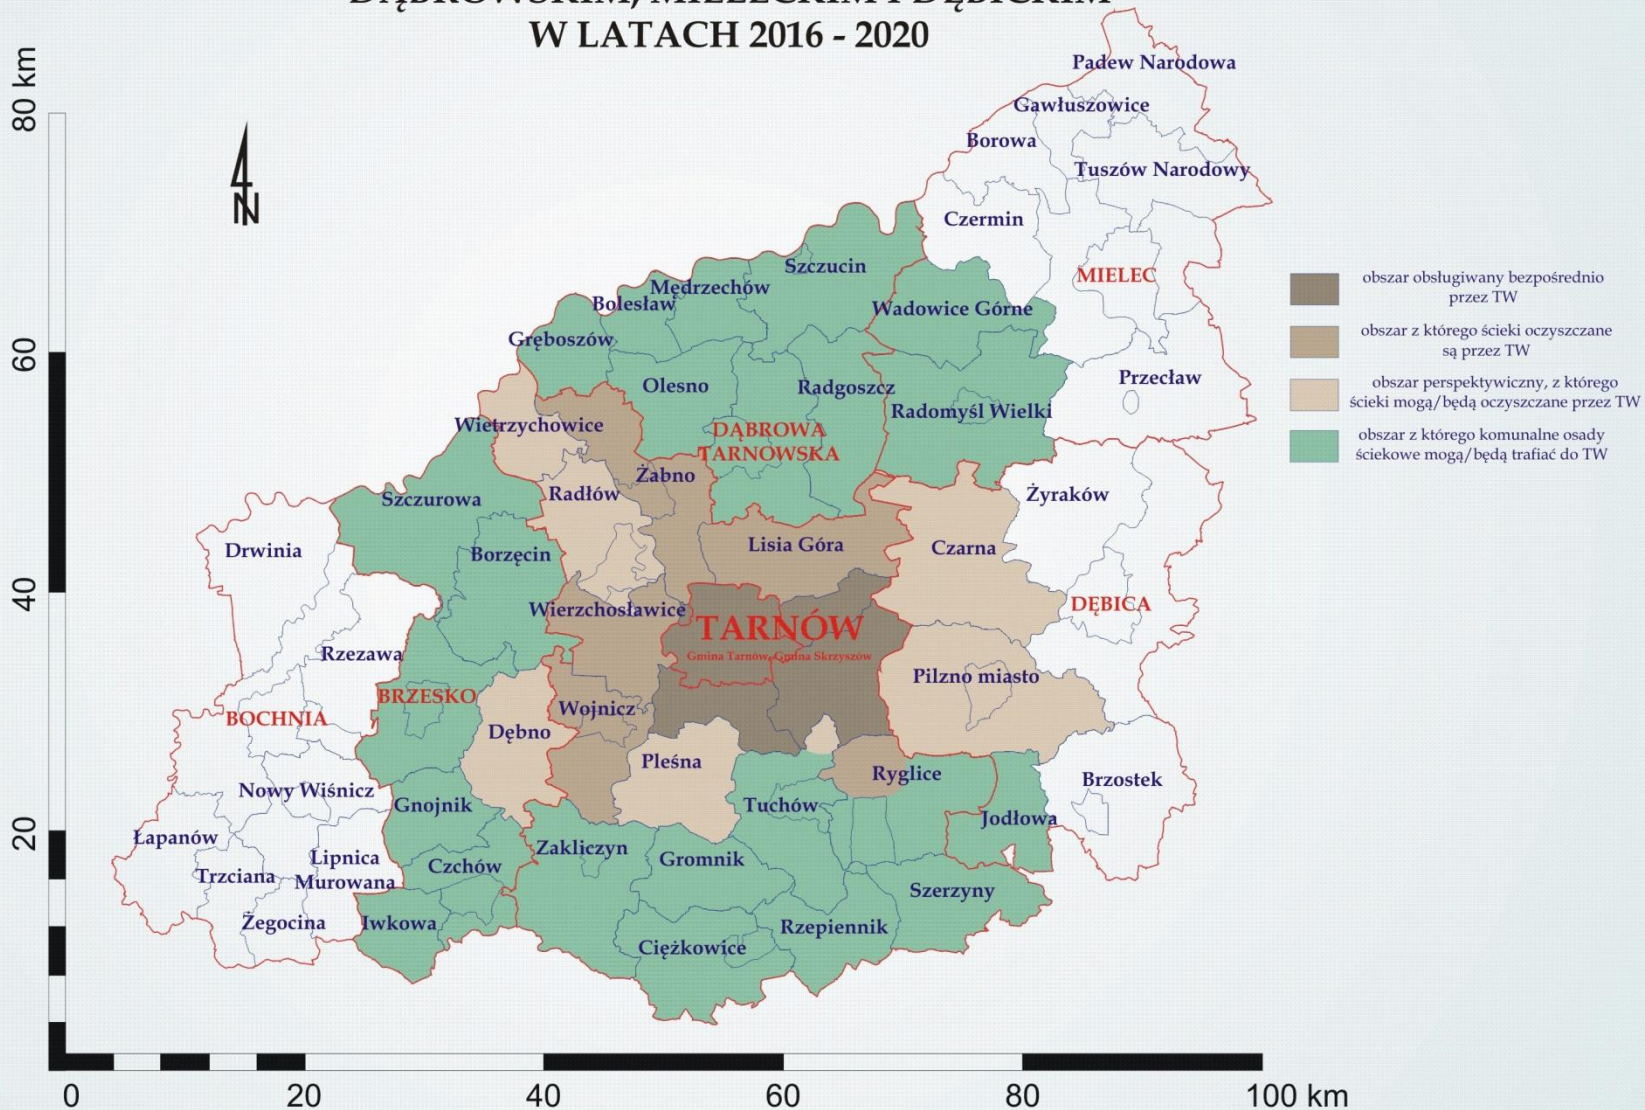 DĄBROWSKIM, MIELECKIM I DĘBICKIM
W LATACH 2016 - 2020
80 km
60
40
20
N
Padew Narodowa
Gawłuszowice
Borowa
Tuszów Narodowy
Czermin
MIELEC
Szczucin
Mędrzechów
Bolesław
Wadowice Górne
Gręboszów
Przecław
Olesno
Radgoszcz
Radomyśl Wielki
Wietrzychowice
DĄBROWA
TARNOWSKA
Żabno
Radłów
Szczurowa
Żyraków
Drwinia
Borzęcin
Lisia Góra
Czarna
Wierzchosławice
DĘBICA
TARNÓW
Gmina Tarnów, Gmina Skrzyszów
Rzezawa
Pilzno miasto
BRZESKO
BOCHNIA
Wojnicz
Dębno
Pleśna
Ryglice
Brzostek
Nowy Wiśnicz
Gnojnik
Tuchów
Jodłowa
Łapanów
Zakliczyn
Gromnik
Lipnica
Murowana
Czchów
Trzciana
Szerzyny
Żegocina
Iwkowa
Rzepiennik
Ciężkowice
obszar obsługiwany bezpośrednio
przez TW
obszar z którego ścieki oczyszczane
są przez TW
obszar perspektywiczny, z którego
ścieki mogą/będą oczyszczane przez TW
obszar z którego komunalne osady
ściekowe mogą/będą trafiać do TW
0 20 40 60 80 100 km